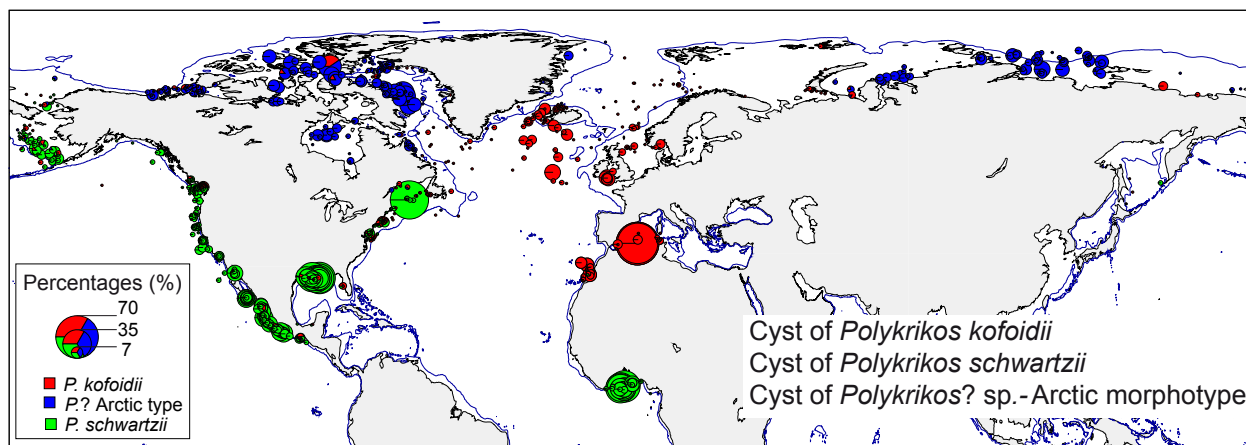 Percentages (%)
70
35
7
P. kofoidii
P.? Arctic type
P. schwartzii
Cyst of Polykrikos kofoidii
Cyst of Polykrikos schwartzii
Cyst of Polykrikos? sp.-Arctic morphotype